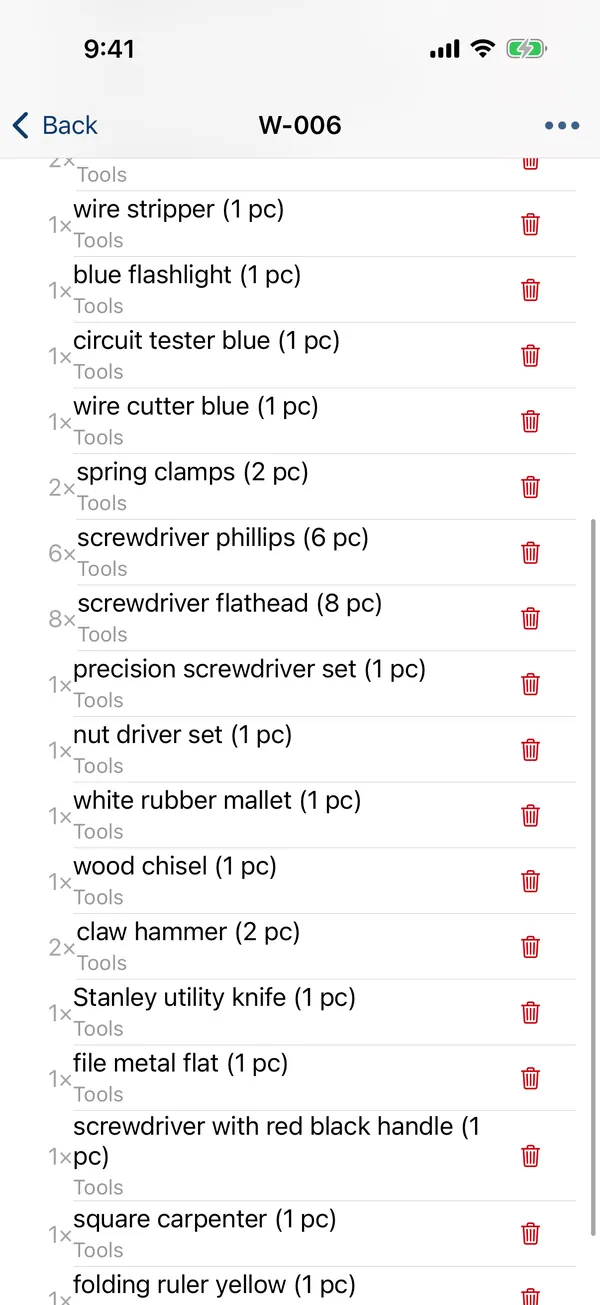 9:41
Back
W-006
2×
Tools
wire stripper (1 pc)
1×
Tools
blue flashlight (1 pc)
1×
Tools
circuit tester blue (1 pc)
1×
Tools
wire cutter blue (1 pc)
1×
Tools
spring clamps (2 pc)
2×
Tools
screwdriver phillips (6 pc)
6×
Tools
screwdriver flathead (8 pc)
8×
Tools
precision screwdriver set (1 pc)
1×
Tools
nut driver set (1 pc)
1×
Tools
white rubber mallet (1 pc)
1×
Tools
wood chisel (1 pc)
1×
Tools
claw hammer (2 pc)
2×
Tools
Stanley utility knife (1 pc)
1×
Tools
file metal flat (1 pc)
1×
Tools
screwdriver with red black handle (1
1×
pc)
Tools
square carpenter (1 pc)
1×
Tools
folding ruler yellow (1 pc)
1×